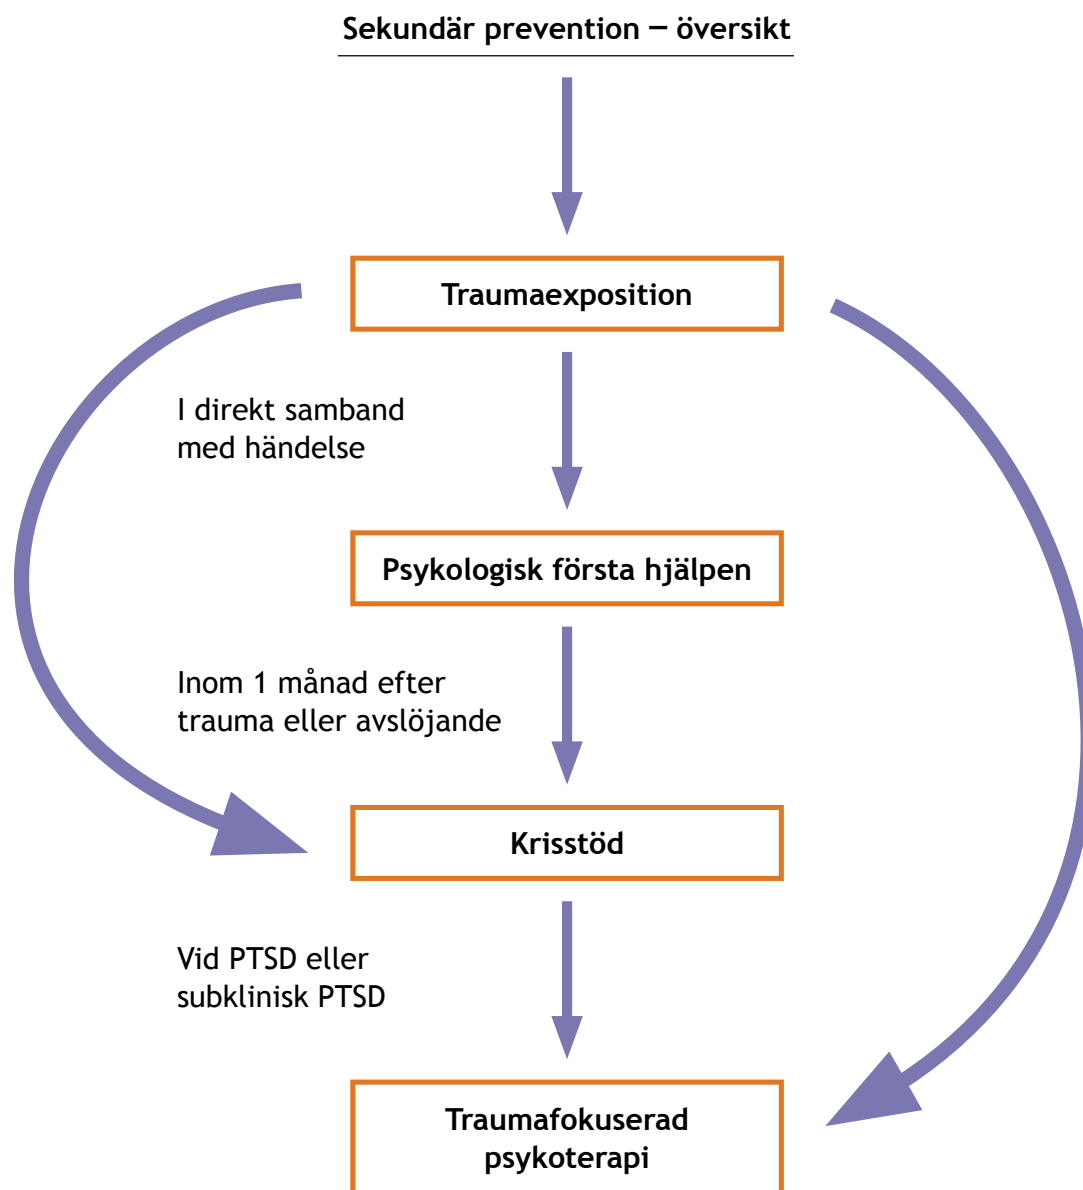 Sekundär prevention – översikt
Traumaexposition
I direkt samband
med händelse
Psykologisk första hjälpen
Inom 1 månad efter
trauma eller avslöjande
Krisstöd
Vid PTSD eller
subklinisk PTSD
Traumafokuserad
psykoterapi